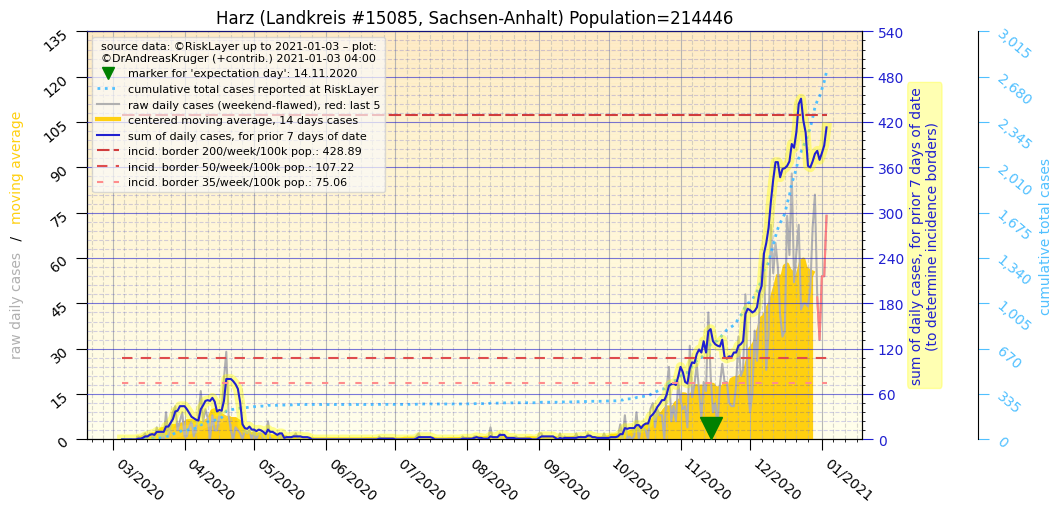 Harz (Landkreis #15085, Sachsen-Anhalt) Population=214446
source data: ©RiskLayer up to 2021-01-03 – plot:
©DrAndreasKruger (+contrib.) 2021-01-03 04:00
marker for 'expectation day': 14.11.2020
cumulative total cases reported at RiskLayer
raw daily cases (weekend-flawed), red: last 5
centered moving average, 14 days cases
sum of daily cases, for prior 7 days of date
incid. border 200/week/100k pop.: 428.89
incid. border 50/week/100k pop.: 107.22
incid. border 35/week/100k pop.: 75.06
raw daily cases / moving average
135
120
105
90
75
60
45
30
15
0
03/2020
04/2020
05/2020
06/2020
07/2020
08/2020
09/2020
10/2020
11/2020
12/2020
01/2021
540
480
420
360
300
240
180
120
60
0
sum of daily cases, for prior 7 days of date
(to determine incidence borders)
3,015
2,680
2,345
2,010
1,675
1,340
1,005
670
335
0
cumulative total cases